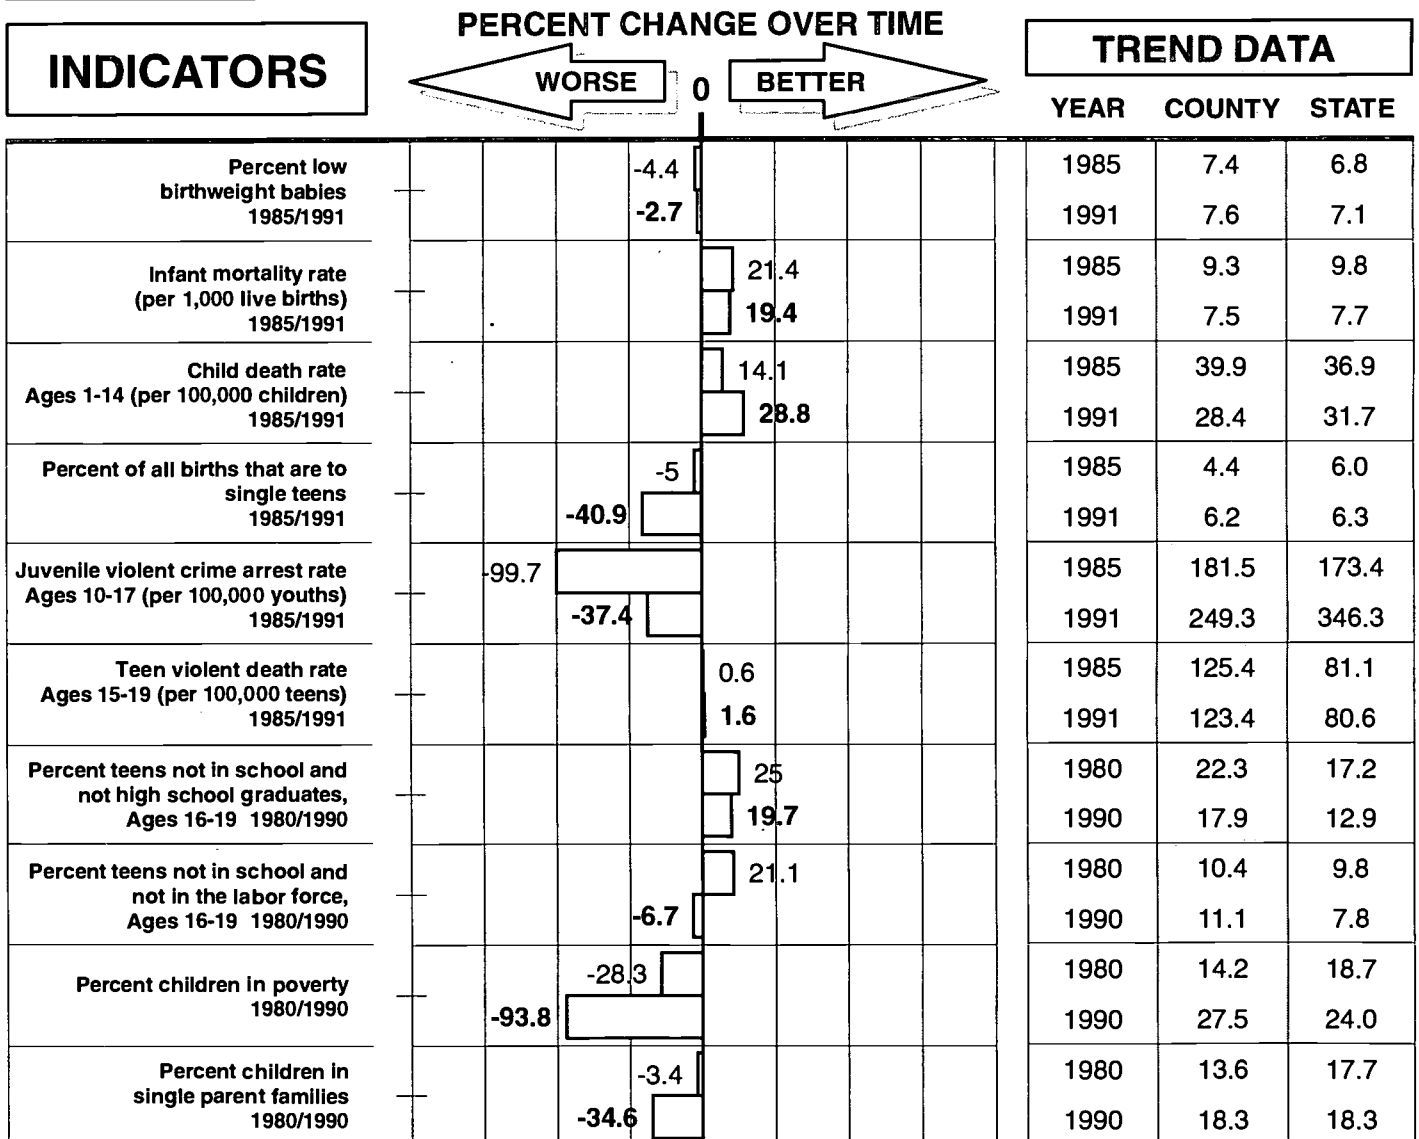 PERCENT CHANGE OVER TIME
INDICATORS
WORSE
0
BETTER
TREND DATA
YEAR COUNTY STATE
Percent low
birthweight babies
1985/1991
-4.4
-2.7
1985 7.4 6.8
1991 7.6 7.1
Infant mortality rate
(per 1,000 live births)
1985/1991
21.4
19.4
1985 9.3 9.8
1991 7.5 7.7
Child death rate
Ages 1-14 (per 100,000 children)
1985/1991
14.1
28.8
1985 39.9 36.9
1991 28.4 31.7
Percent of all births that are to
single teens
1985/1991
-5
-40.9
1985 4.4 6.0
1991 6.2 6.3
Juvenile violent crime arrest rate
Ages 10-17 (per 100,000 youths)
1985/1991
-99.7
-37.4
1985 181.5 173.4
1991 249.3 346.3
Teen violent death rate
Ages 15-19 (per 100,000 teens)
1985/1991
0.6
1.6
1985 125.4 81.1
1991 123.4 80.6
Percent teens not in school and
not high school graduates,
Ages 16-19 1980/1990
25
19.7
1980 22.3 17.2
1990 17.9 12.9
Percent teens not in school and
not in the labor force,
Ages 16-19 1980/1990
21.1
-6.7
1980 10.4 9.8
1990 11.1 7.8
Percent children in poverty
1980/1990
-28.3
-93.8
1980 14.2 18.7
1990 27.5 24.0
Percent children in
single parent families
1980/1990
-3.4
-34.6
1980 13.6 17.7
1990 18.3 18.3